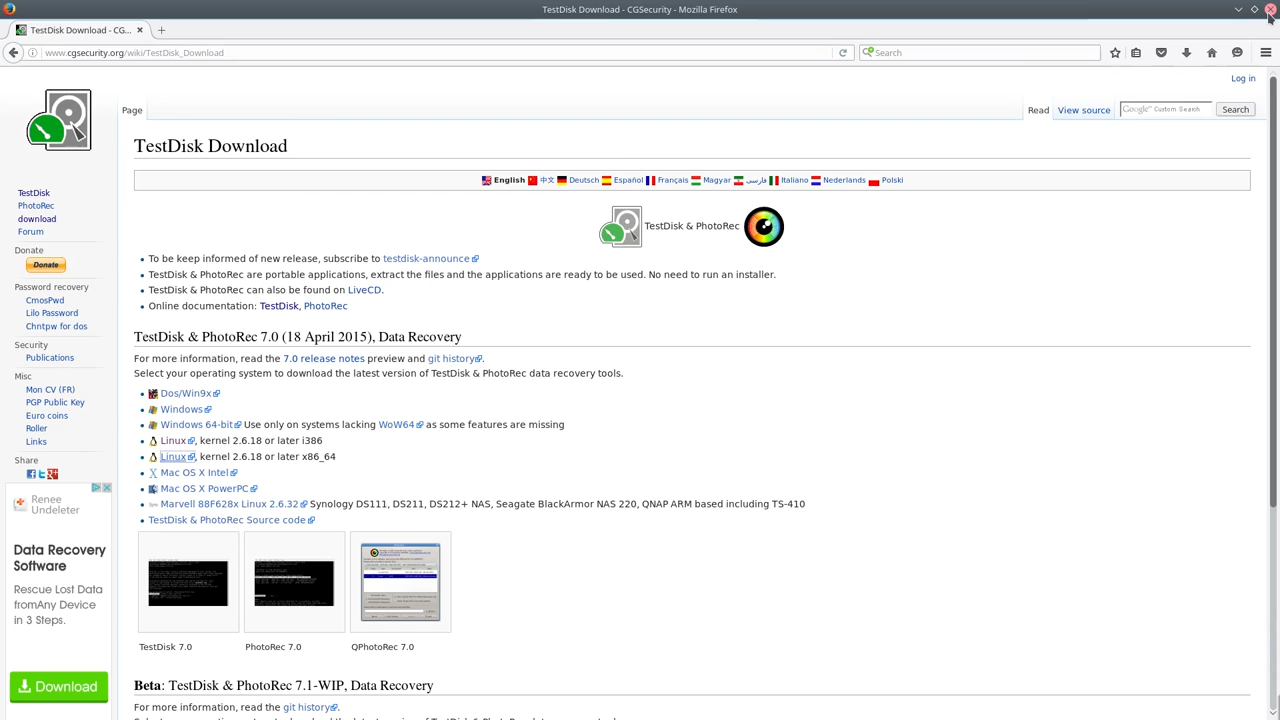 TestDisk Download - CGSecurity - Mozilla Firefox
TestDisk Download - CG...
www.cgsecurity.org/wiki/TestDisk_Download
Search
Log in
Page
Read
View source
Google™ Custom Search
Search
TestDisk
PhotoRec
download
Forum
Donate
Donate
Password recovery
CmosPwd
Lilo Password
Chntpw for dos
Security
Publications
Misc
Mon CV (FR)
PGP Public Key
Euro coins
Roller
Links
Share
Renee
Undeleter
Data Recovery
Software
Rescue Lost Data
fromAny Device
in 3 Steps.
Download
TestDisk Download
English 中文 Deutsch Español Français Magyar فارسی Italiano Nederlands Polski
TestDisk & PhotoRec
To be keep informed of new release, subscribe to testdisk-announce
TestDisk & PhotoRec are portable applications, extract the files and the applications are ready to be used. No need to run an installer.
TestDisk & PhotoRec can also be found on LiveCD.
Online documentation: TestDisk, PhotoRec
TestDisk & PhotoRec 7.0 (18 April 2015), Data Recovery
For more information, read the 7.0 release notes preview and git history.
Select your operating system to download the latest version of TestDisk & PhotoRec data recovery tools.
Dos/Win9x
Windows
Windows 64-bit Use only on systems lacking WoW64 as some features are missing
Linux, kernel 2.6.18 or later i386
Linux, kernel 2.6.18 or later x86_64
Mac OS X Intel
Mac OS X PowerPC
Marvell 88F628x Linux 2.6.32 Synology DS111, DS211, DS212+ NAS, Seagate BlackArmor NAS 220, QNAP ARM based including TS-410
TestDisk & PhotoRec Source code
TestDisk 7.0
PhotoRec 7.0
QPhotoRec 7.0
Beta: TestDisk & PhotoRec 7.1-WIP, Data Recovery
For more information, read the git history.